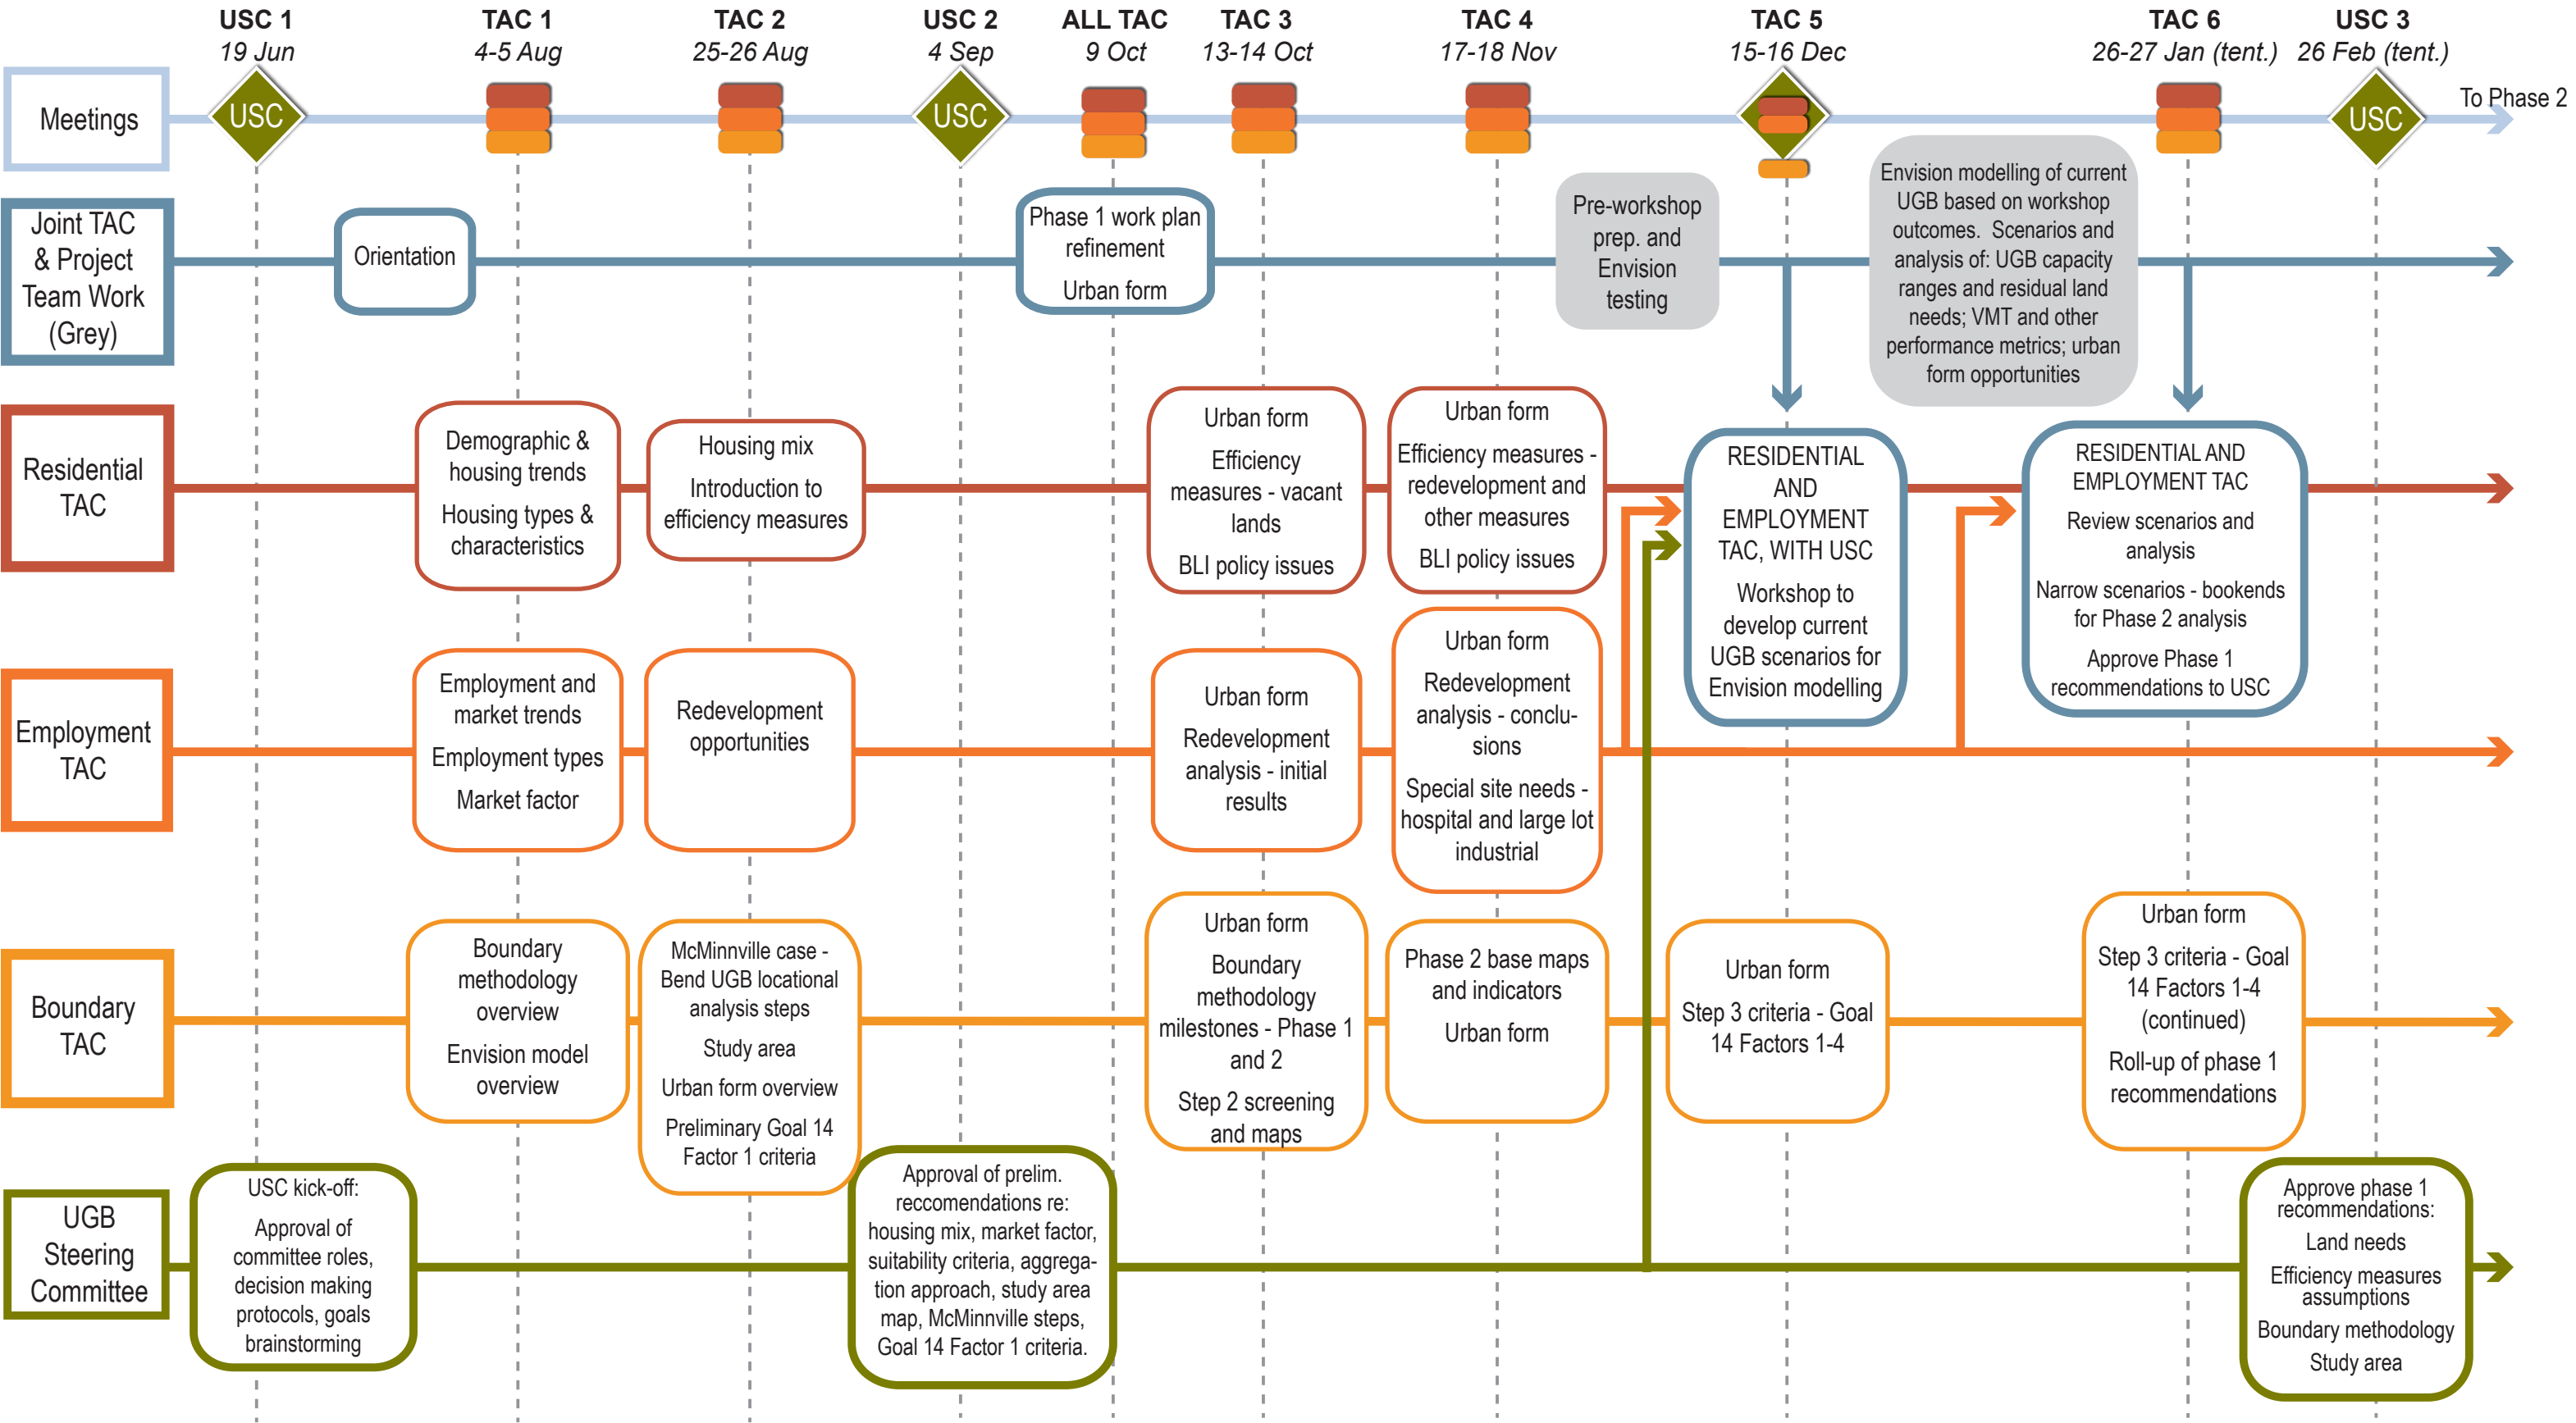 USC 1
19 Jun
TAC 1
4-5 Aug
TAC 2
25-26 Aug
USC 2
4 Sep
ALL TAC
9 Oct
TAC 3
13-14 Oct
TAC 4
17-18 Nov
TAC 5
15-16 Dec
TAC 6
26-27 Jan (tent.)
USC 3
26 Feb (tent.)
Meetings
USC
USC
USC
To Phase 2
Joint TAC
& Project
Team Work
(Grey)
Orientation
Phase 1 work plan
refinement
Urban form
Pre-workshop
prep. and
Envision
testing
Envision modelling of current
UGB based on workshop
outcomes. Scenarios and
analysis of: UGB capacity
ranges and residual land
needs; VMT and other
performance metrics; urban
form opportunities
Residential
TAC
Demographic &
housing trends
Housing types &
characteristics
Housing mix
Introduction to
efficiency measures
Urban form
Efficiency
measures - vacant
lands
BLI policy issues
Urban form
Efficiency measures -
redevelopment and
other measures
BLI policy issues
RESIDENTIAL
AND
EMPLOYMENT
TAC, WITH USC
Workshop to
develop current
UGB scenarios for
Envision modelling
RESIDENTIAL AND
EMPLOYMENT TAC
Review scenarios and
analysis
Narrow scenarios - bookends
for Phase 2 analysis
Approve Phase 1
recommendations to USC
Employment
TAC
Employment and
market trends
Employment types
Market factor
Redevelopment
opportunities
Urban form
Redevelopment
analysis - initial
results
Urban form
Redevelopment
analysis - conclu-
sions
Special site needs -
hospital and large lot
industrial
Boundary
TAC
Boundary
methodology
overview
Envision model
overview
McMinnville case -
Bend UGB locational
analysis steps
Study area
Urban form overview
Preliminary Goal 14
Factor 1 criteria
Urban form
Boundary
methodology
milestones - Phase 1
and 2
Step 2 screening
and maps
Phase 2 base maps
and indicators
Urban form
Urban form
Step 3 criteria - Goal
14 Factors 1-4
Urban form
Step 3 criteria - Goal
14 Factors 1-4
(continued)
Roll-up of phase 1
recommendations
UGB
Steering
Committee
USC kick-off:
Approval of
committee roles,
decision making
protocols, goals
brainstorming
Approval of prelim.
reccomendations re:
housing mix, market factor,
suitability criteria, aggrega-
tion approach, study area
map, McMinnville steps,
Goal 14 Factor 1 criteria.
Approve phase 1
recommendations:
Land needs
Efficiency measures
assumptions
Boundary methodology
Study area